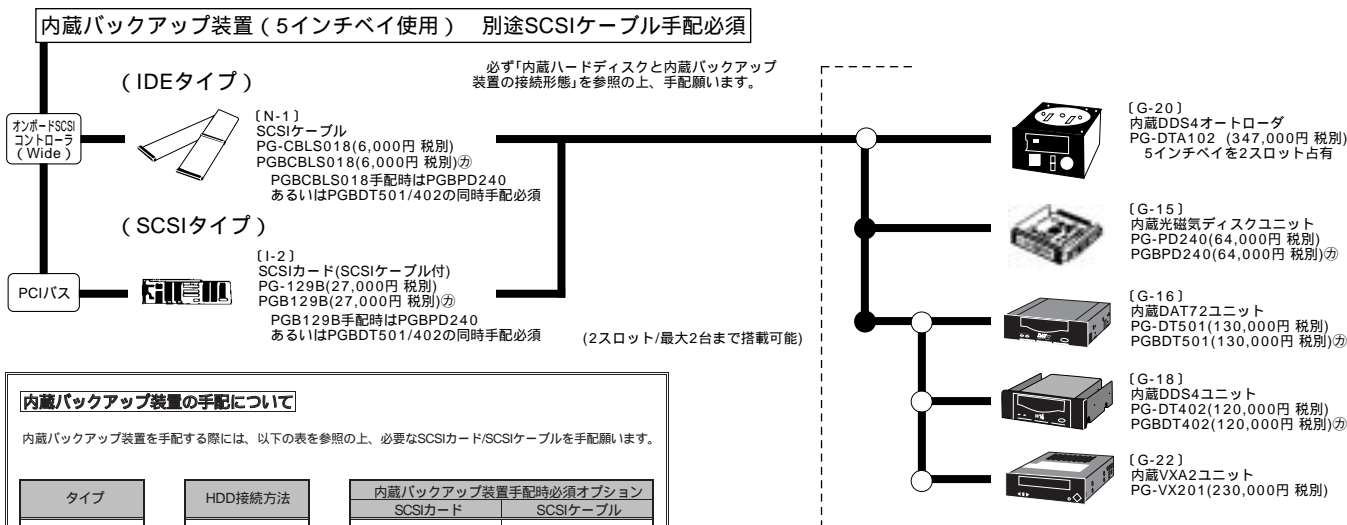 内蔵バックアップ装置（5インチベイ使用）　別途SCSIケーブル手配必須
（IDEタイプ）
必ず「内蔵ハードディスクと内蔵バックアップ
装置の接続形態」を参照の上、手配願います。
オンボードSCSI
コントローラ
（Wide）
〔N-1〕
SCSIケーブル
PG-CBLS018(6,000円 税別)
PGBCBLS018(6,000円 税別)㋕
PGBCBLS018手配時はPGBPD240
あるいはPGBDT501/402の同時手配必須
（SCSIタイプ）
PCIバス
〔I-2〕
SCSIカード(SCSIケーブル付)
PG-129B(27,000円 税別)
PGB129B(27,000円 税別)㋕
PGB129B手配時はPGBPD240
あるいはPGBDT501/402の同時手配必須
(2スロット/最大2台まで搭載可能)
〔G-20〕
内蔵DDS4オートローダ
PG-DTA102 (347,000円 税別)
5インチベイを2スロット占有
〔G-15〕
内蔵光磁気ディスクユニット
PG-PD240(64,000円 税別)
PGBPD240(64,000円 税別)㋕
〔G-16〕
内蔵DAT72ユニット
PG-DT501(130,000円 税別)
PGBDT501(130,000円 税別)㋕
〔G-18〕
内蔵DDS4ユニット
PG-DT402(120,000円 税別)
PGBDT402(120,000円 税別)㋕
〔G-22〕
内蔵VXA2ユニット
PG-VX201(230,000円 税別)
内蔵バックアップ装置の手配について
内蔵バックアップ装置を手配する際には、以下の表を参照の上、必要なSCSIカード/SCSIケーブルを手配願います。
タイプ
HDD接続方法
内蔵バックアップ装置手配時必須オプション
SCSIカード
SCSIケーブル